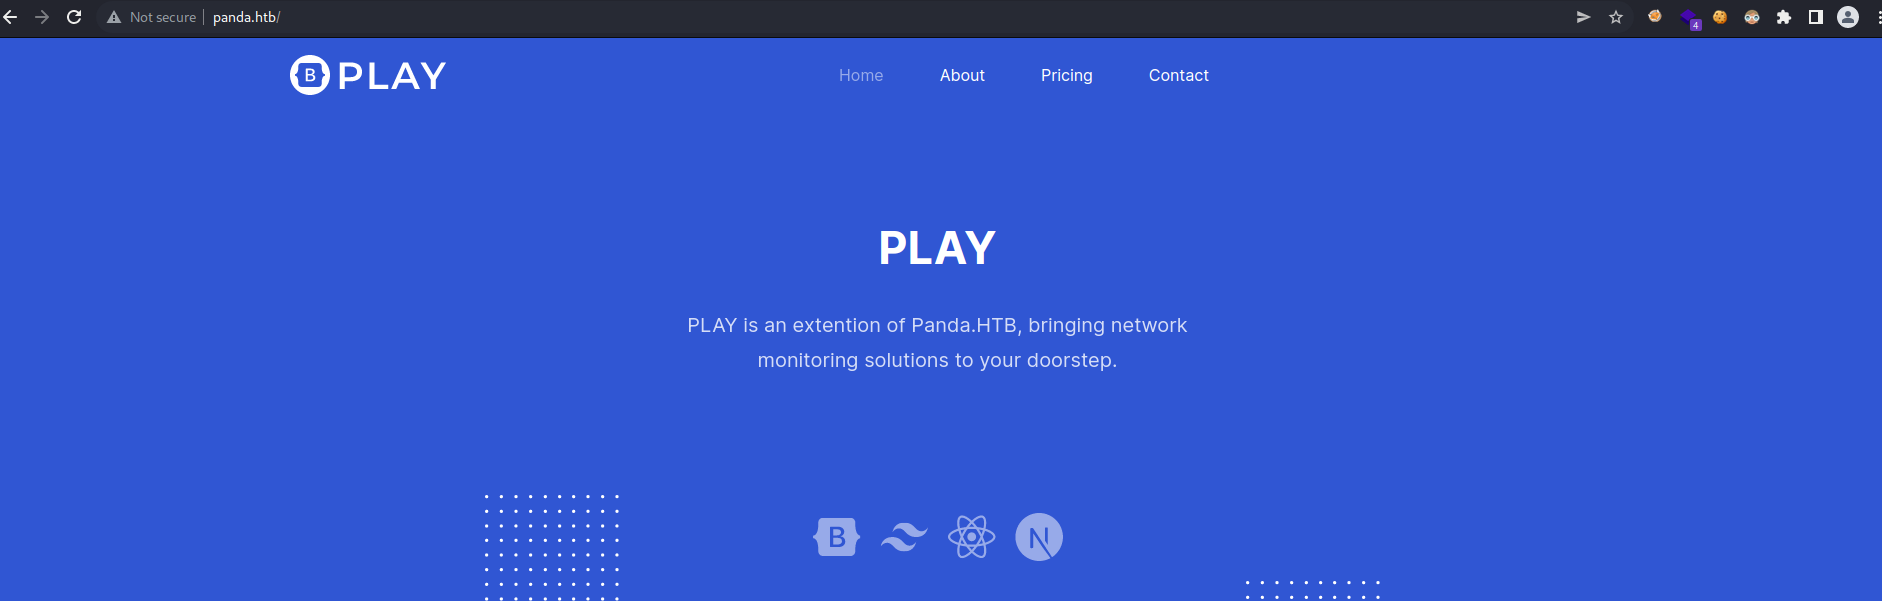 Not secure panda.htb/
4
B PLAY Home About Pricing Contact
PLAY
PLAY is an extention of Panda.HTB, bringing network
monitoring solutions to your doorstep.
B N